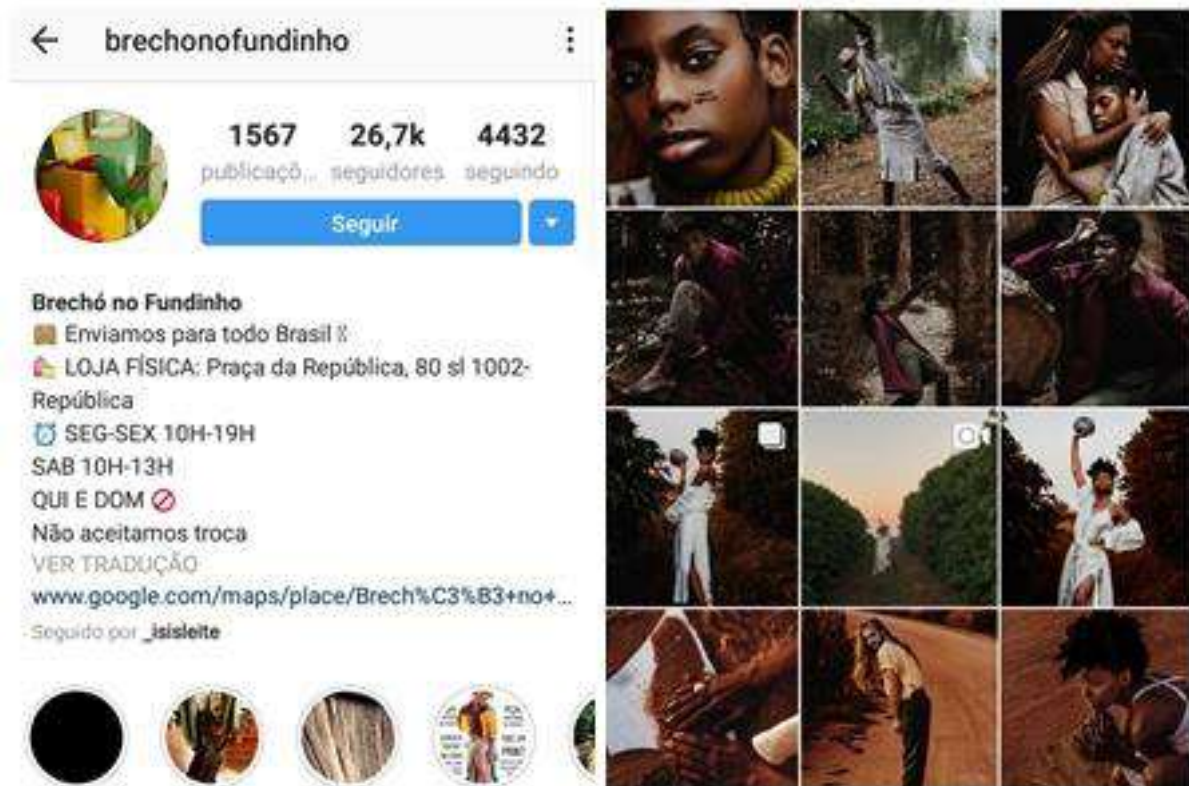 brechonofundinho
1567 26,7k 4432
publicaçõ... seguidores seguindo
Seguir
Brechó no Fundinho
Enviamos para todo Brasil
LOJA FÍSICA: Praça da República, 80 sl 1002-
República
SEG-SEX 10H-19H
SAB 10H-13H
QUI E DOM
Não aceitamos troca
VER TRADUÇÃO
www.google.com/maps/place/Brech%C3%B3+no+...
Seguido por _isisleite